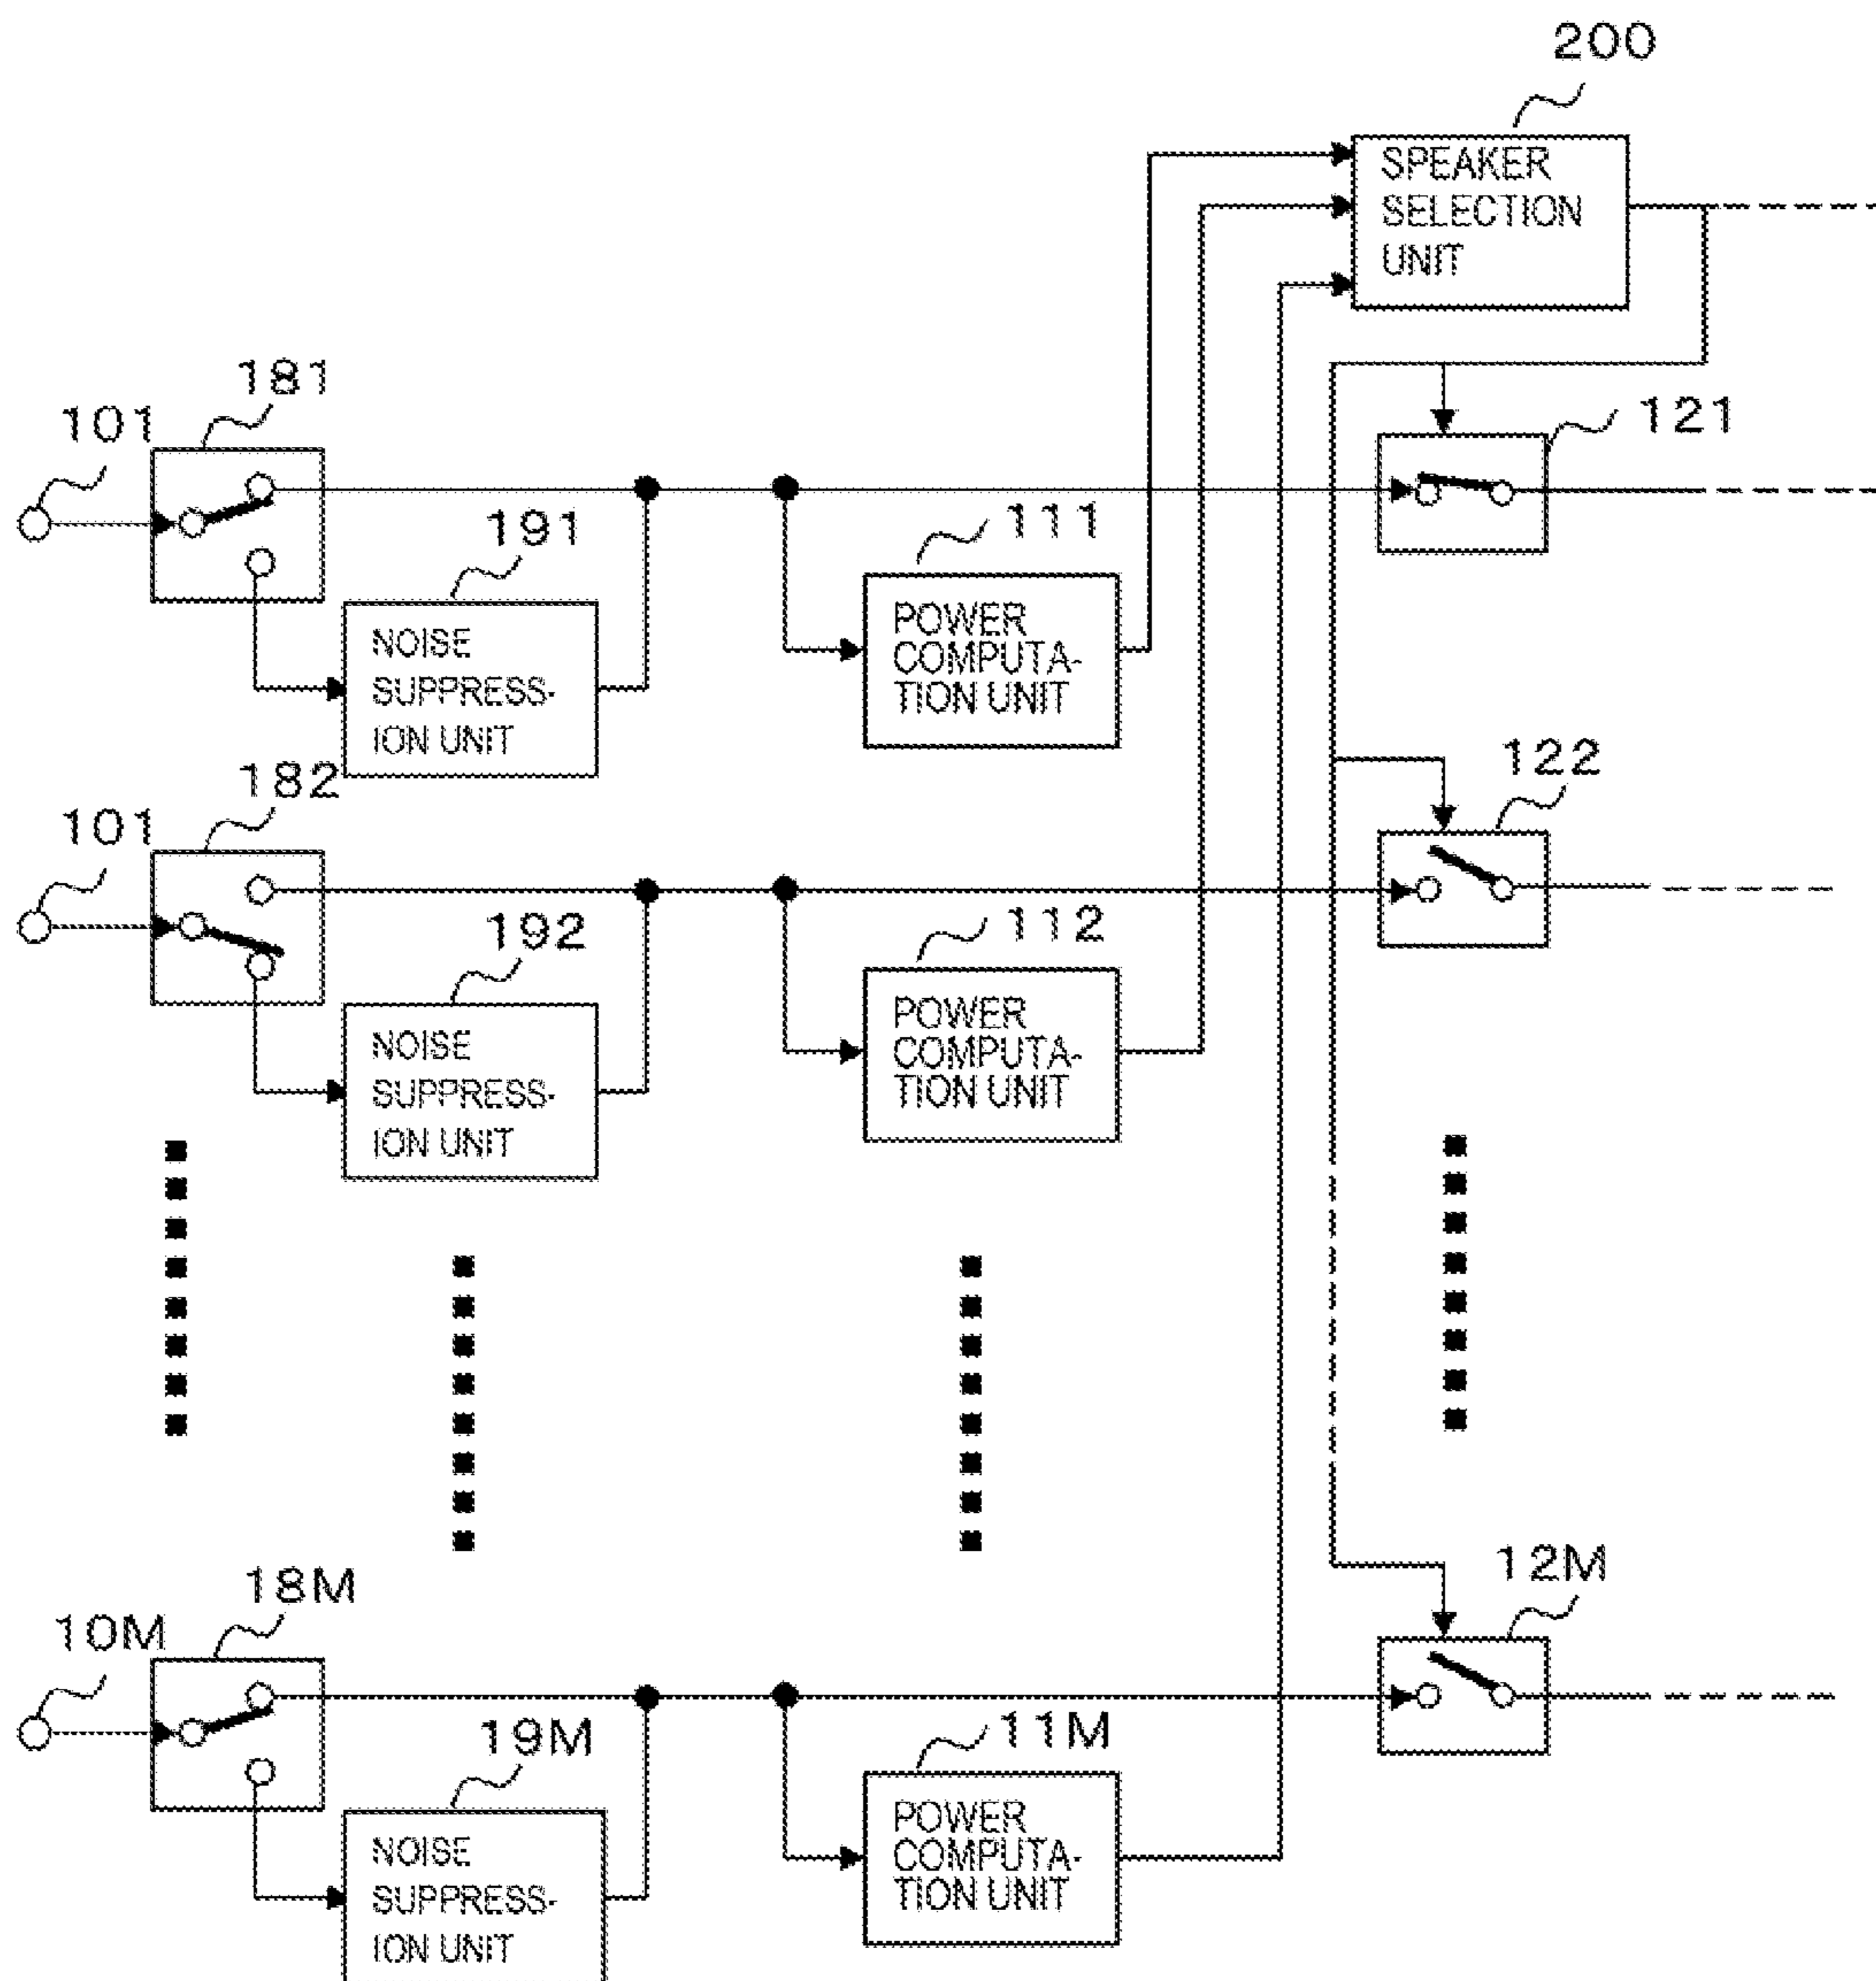 200
SPEAKER
SELECTION
UNIT
181
101
121
191
111
NOISE
SUPPRESS-
ION UNIT
POWER
COMPUTA-
TION UNIT
182
122
101
192
112
NOISE
SUPPRESS-
ION UNIT
POWER
COMPUTA-
TION UNIT
18M
12M
10M
19M
11M
NOISE
SUPPRESS-
ION UNIT
POWER
COMPUTA-
TION UNIT